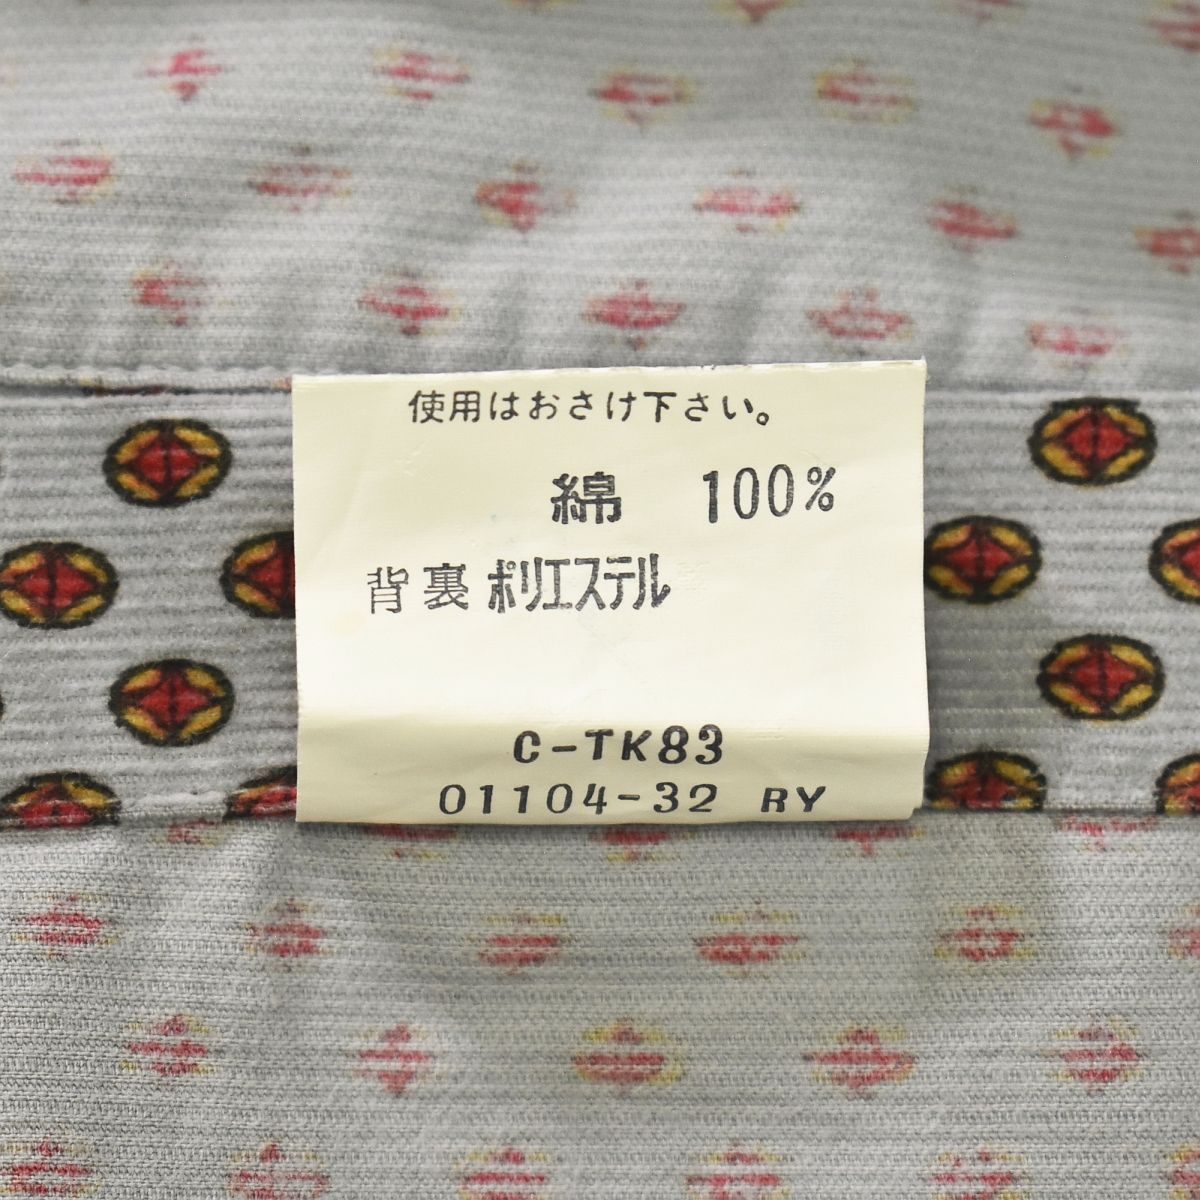 使用はおさけ下さい。
綿 100%
背裏 ポリエステル
C-TK83
01104-32 RY